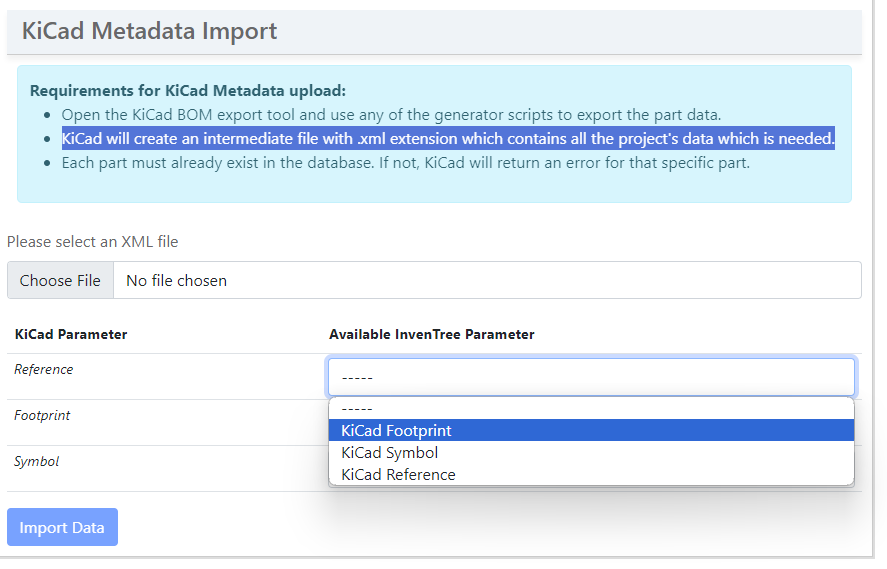 KiCad Metadata Import
Requirements for KiCad Metadata upload:
• Open the KiCad BOM export tool and use any of the generator scripts to export the part data.
• KiCad will create an intermediate file with .xml extension which contains all the project's data which is needed.
• Each part must already exist in the database. If not, KiCad will return an error for that specific part.
Please select an XML file
Choose File No file chosen
KiCad Parameter Available InvenTree Parameter
Reference -----
-----
Footprint
KiCad Footprint
KiCad Symbol
Symbol
KiCad Reference
Import Data